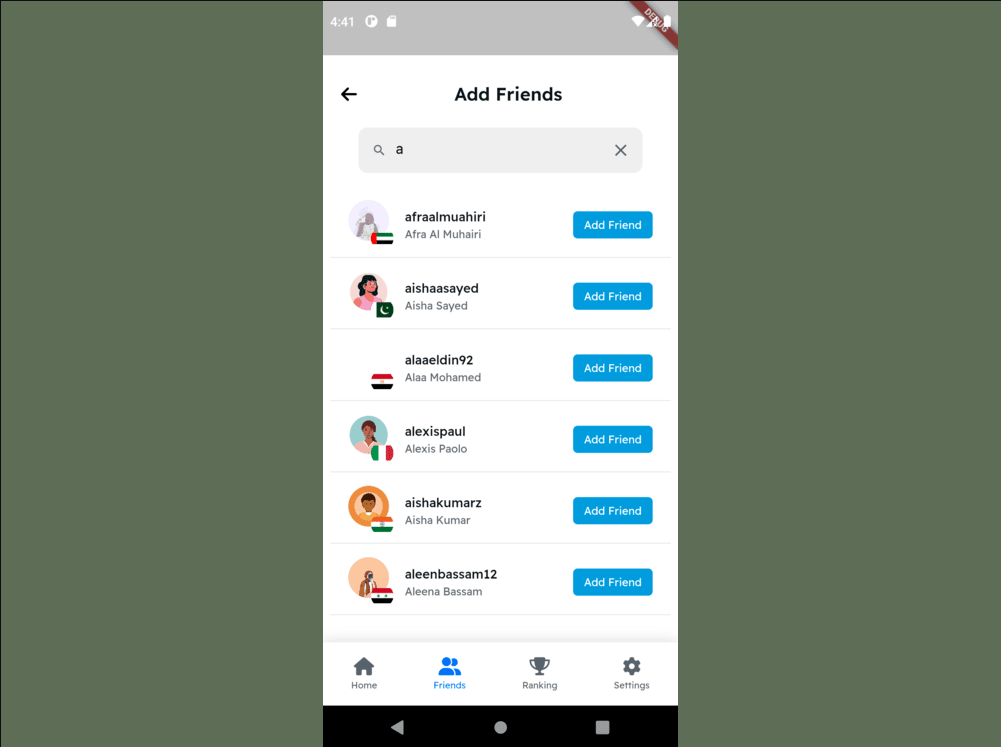 4:41
DEBUG
Add Friends
a
afraalmuahiri
Afra Al Muhairi
Add Friend
aishaasayed
Aisha Sayed
Add Friend
alaaeldin92
Alaa Mohamed
Add Friend
alexispaul
Alexis Paolo
Add Friend
aishakumarz
Aisha Kumar
Add Friend
aleenbassam12
Aleena Bassam
Add Friend
Home
Friends
Ranking
Settings